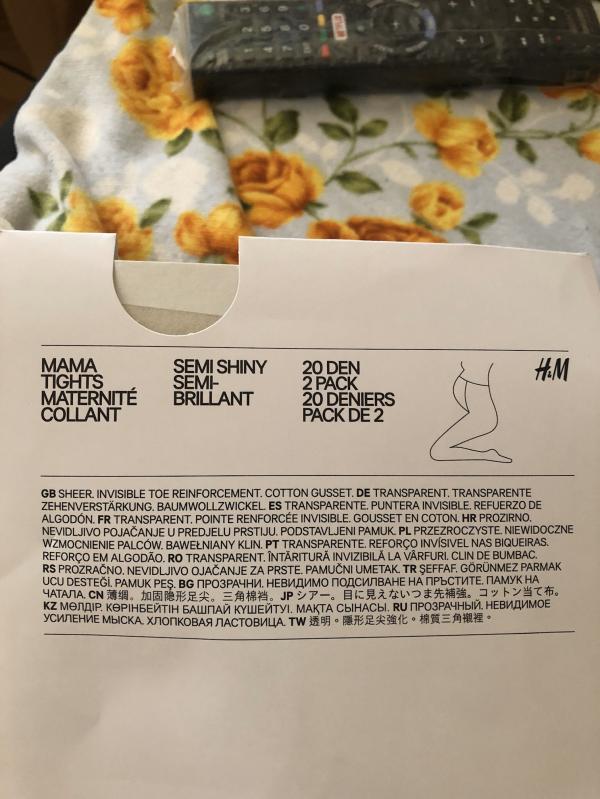 MAMA
TIGHTS
MATERNITÉ
COLLANT
SEMI SHINY
SEMI-
BRILLANT
20 DEN
2 PACK
20 DENIERS
PACK DE 2
H&M
GB SHEER. INVISIBLE TOE REINFORCEMENT. COTTON GUSSET. DE TRANSPARENT. TRANSPARENTE
ZEHENVERSTÄRKUNG. BAUMWOLLZWICKEL. ES TRANSPARENTE. PUNTERA INVISIBLE. REFUERZO DE
ALGODÓN. FR TRANSPARENT. POINTE RENFORCÉE INVISIBLE. GOUSSET EN COTON. HR PROZIRNO.
NEVIDLJIVO POJAČANJE U PREDJELU PRSTIJU. PODSTAVLJENI PAMUK. PL PRZEZROCZYSTE. NIEWIDOCZNE
WZMOCNIENIE PALCÓW. BAWEŁNIANY KLIN. PT TRANSPARENTE. REFORÇO INVÍSIVEL NAS BIQUEIRAS.
REFORÇO EM ALGODÃO. RO TRANSPARENT. ÎNTĂRITURĂ INVIZIBILĂ LA VÂRFURI. CLIN DE BUMBAC.
RS PROZRAČNO. NEVIDLJIVO OJAČANJE ZA PRSTE. PAMUČNI UMETAK. TR ŞEFFAF. GÖRÜNMEZ PARMAK
UCU DESTEĞİ. PAMUK PEŞ. BG ПРОЗРАЧНИ. НЕВИДИМО ПОДСИЛВАНЕ НА ПРЪСТИТЕ. ПАМУК НА
ЧАТАЛА. CN 薄绸。加固隐形足尖。三角棉裆。JP シアー。目に見えないつま先補強。コットン当て布。
KZ МӨЛДІР. КӨРІНБЕЙТІН БАШПАЙ КҮШЕЙТУІ. МАҚТА СЫНАСЫ. RU ПРОЗРАЧНЫЙ. НЕВИДИМОЕ
УСИЛЕНИЕ МЫСКА. ХЛОПКОВАЯ ЛАСТОВИЦА. TW 透明。隱形足尖強化。棉質三角襯裡。